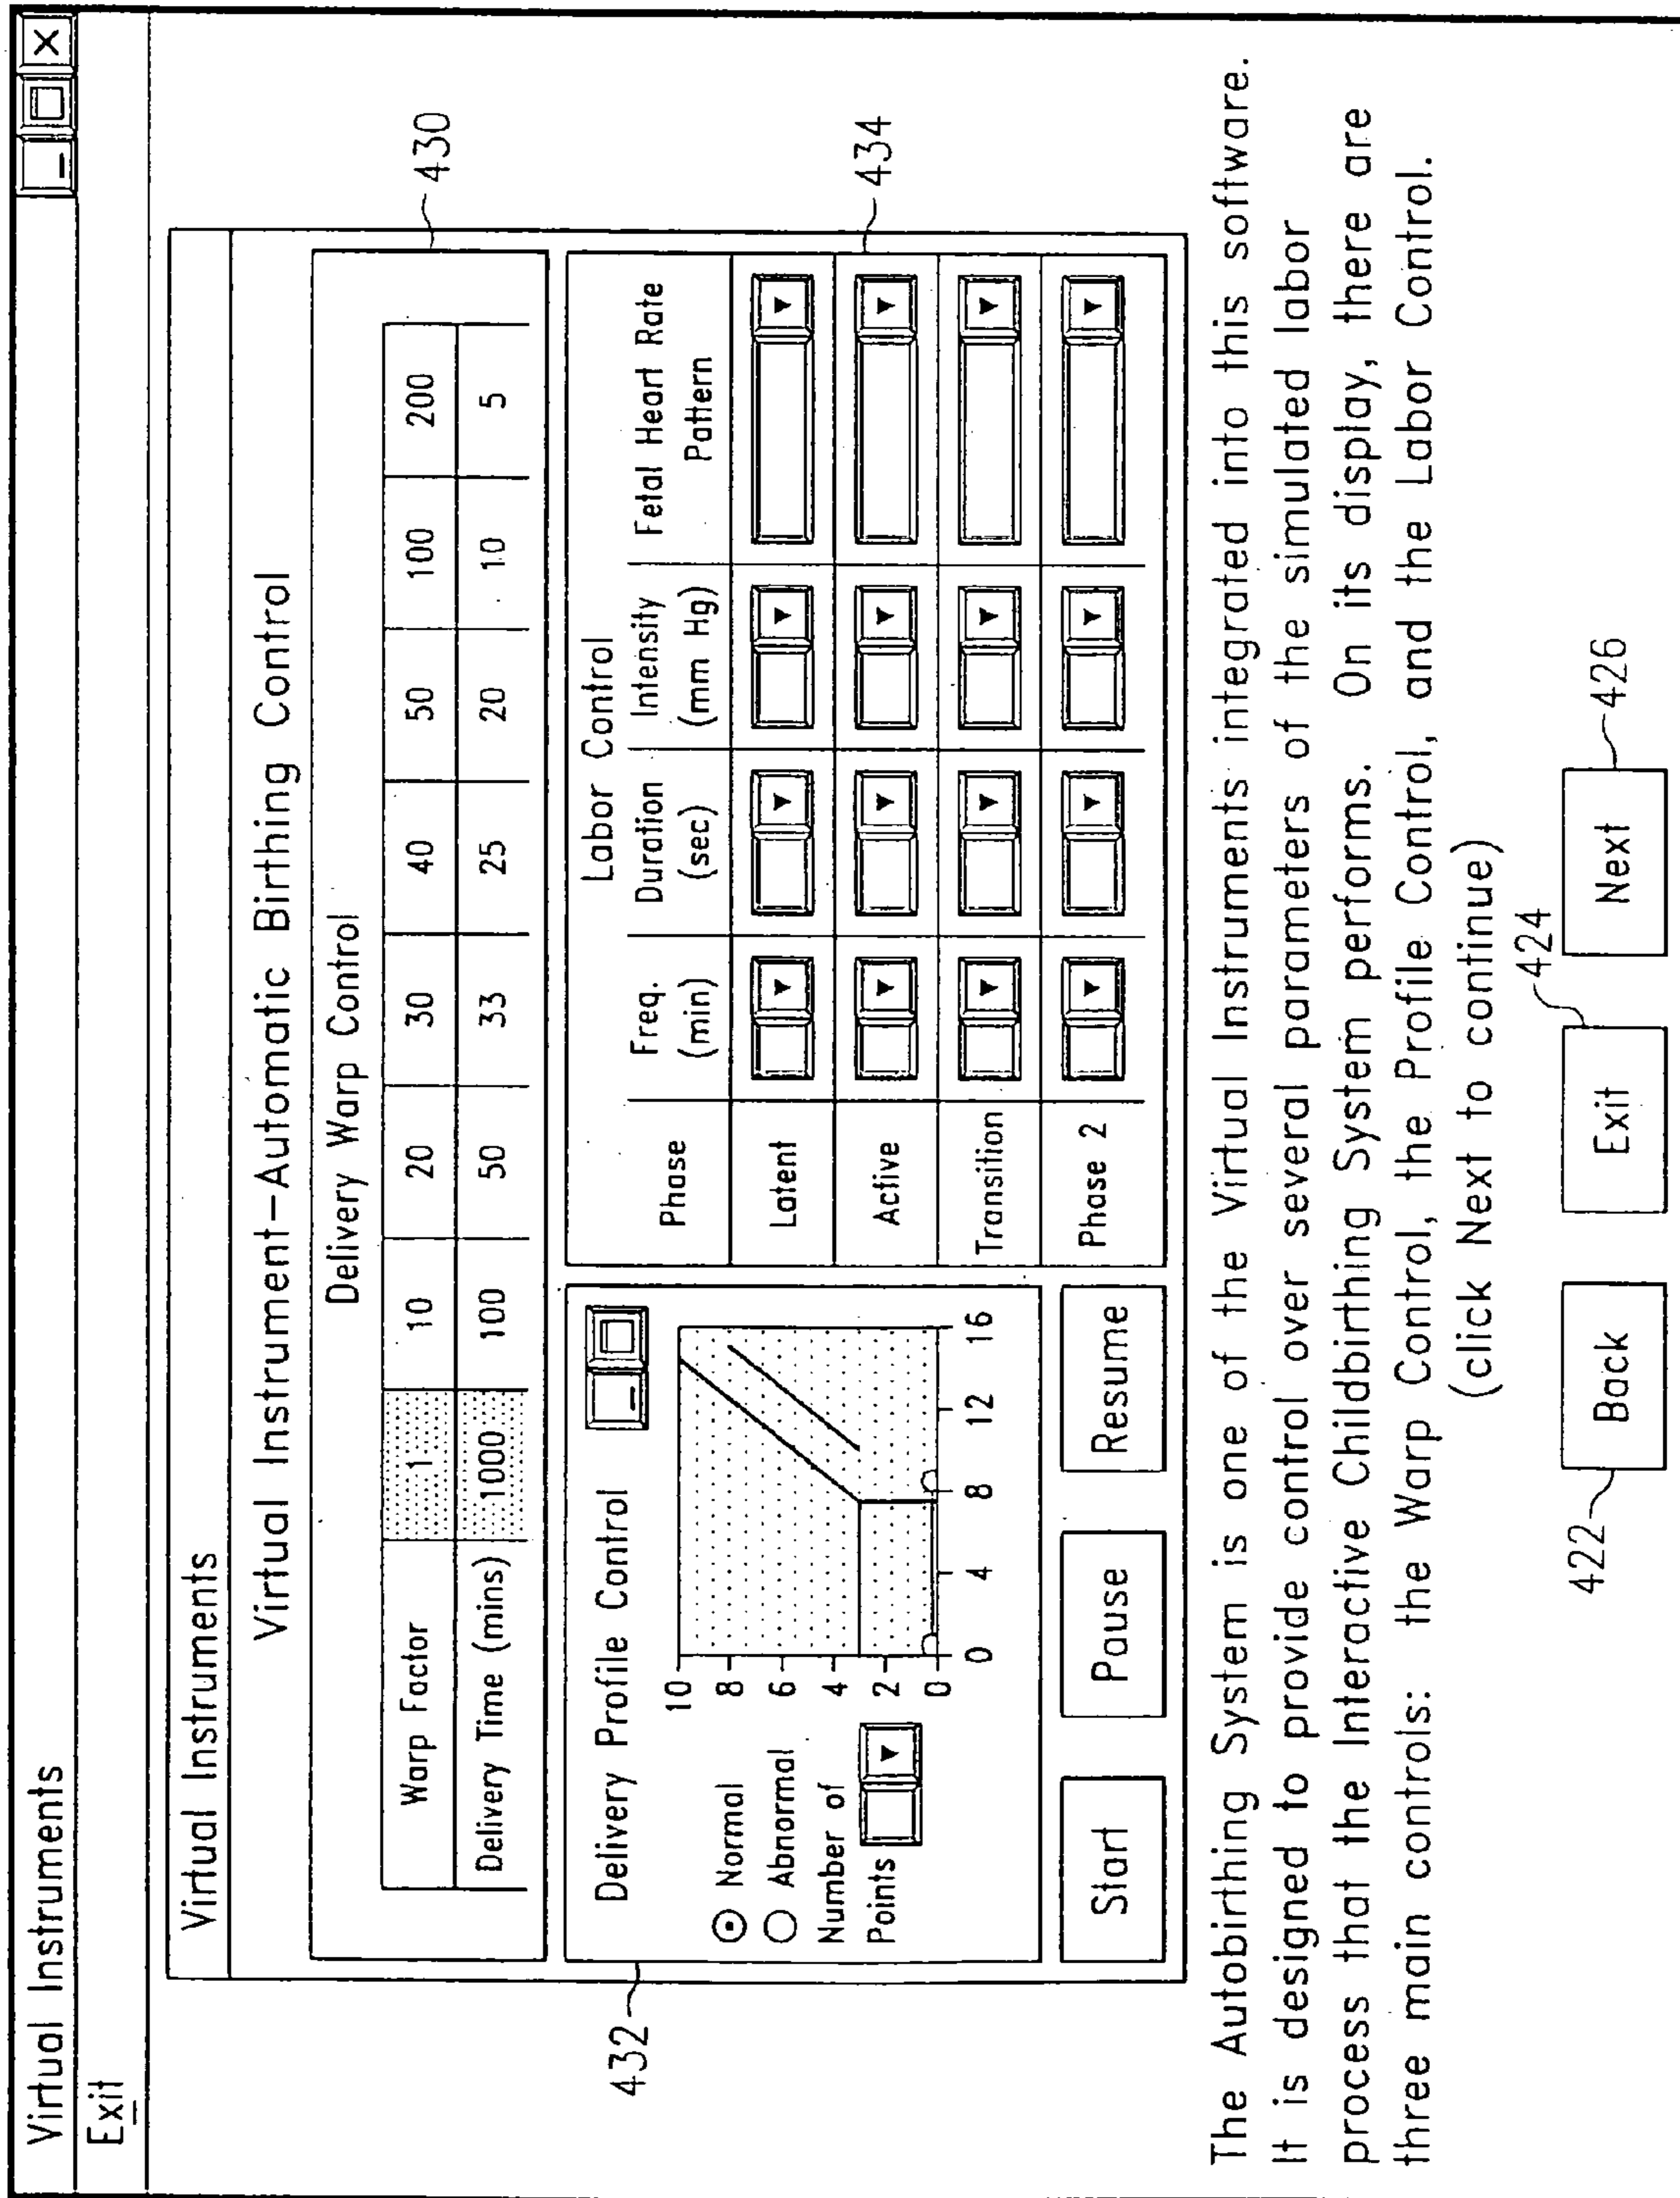 Virtual Instruments
Exit
Virtual Instruments
Virtual Instrument-Automatic Birthing Control
Delivery Warp Control
Warp Factor 1 10 20 30 40 50 100 200
Delivery Time (mins) 1000 100 50 33 25 20 10 5
430
Delivery Profile Control
Normal
Abnormal
Number of
Points
10
8
6
4
2
0
0 4 8 12 16
432
Labor Control
Phase Freq. (min) Duration (sec) Intensity (mm Hg) Fetal Heart Rate Pattern
Latent
Active
Transition
Phase 2
434
Start Pause Resume
The Autobirthing System is one of the Virtual Instruments integrated into this software.
It is designed to provide control over several parameters of the simulated labor
process that the Interactive Childbirthing System performs. On its display, there are
three main controls: the Warp Control, the Profile Control, and the Labor Control.
(click Next to continue)
422 Back
424 Exit
426 Next